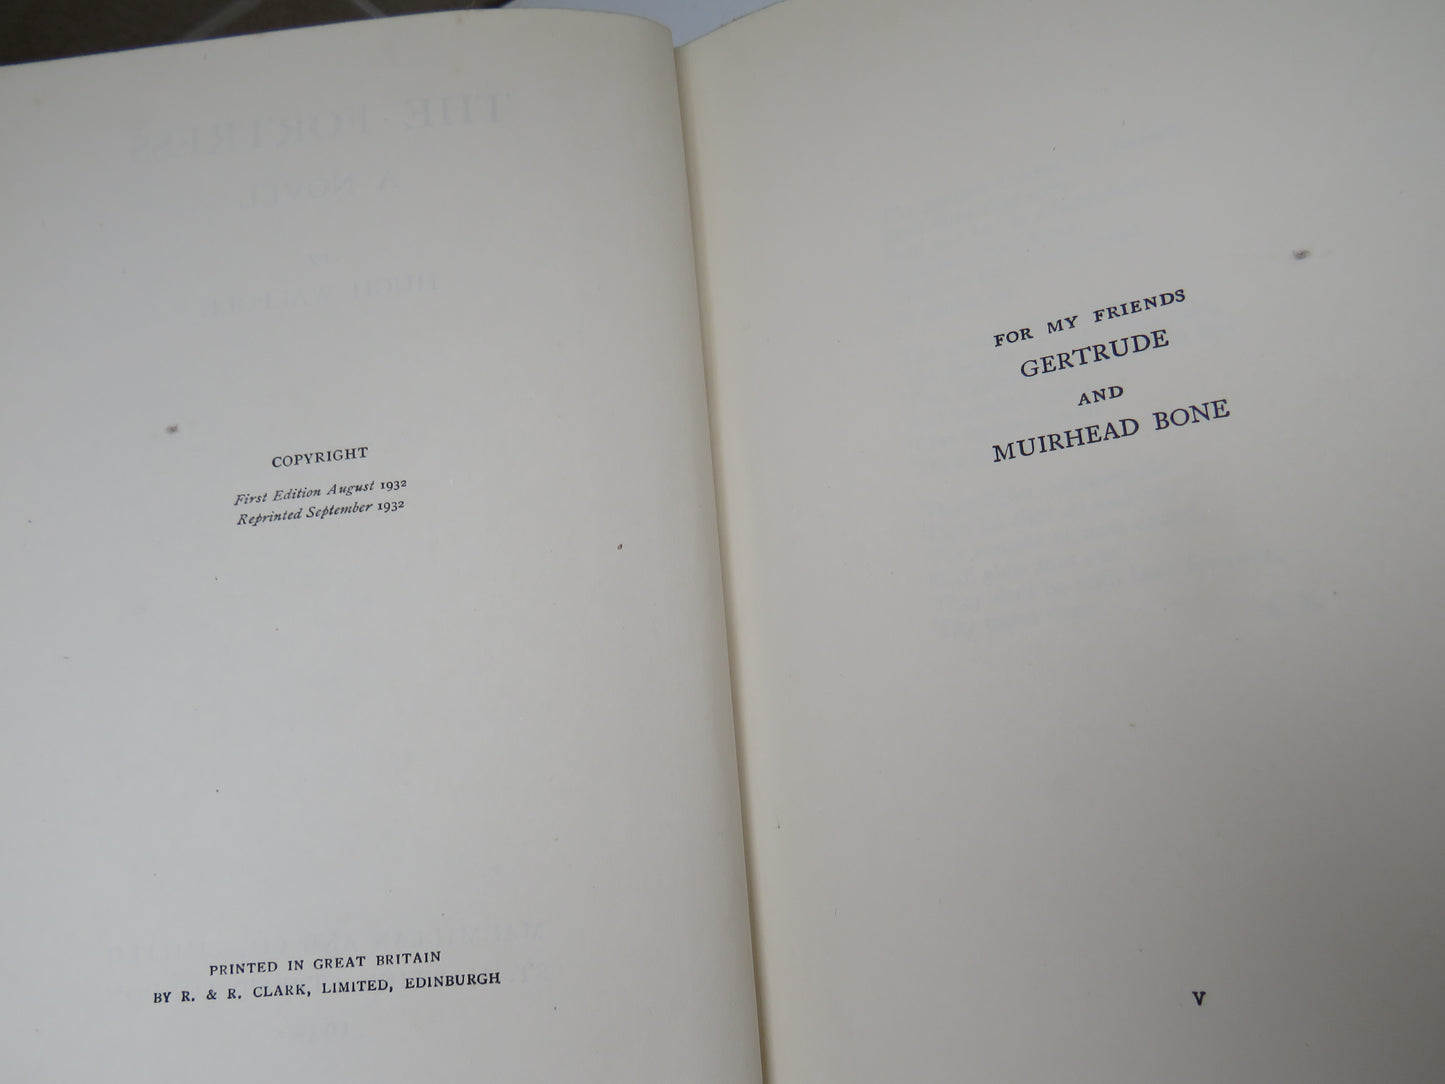 COPYRIGHT
First Edition August 1932
Reprinted September 1932
PRINTED IN GREAT BRITAIN
BY R. & R. CLARK, LIMITED, EDINBURGH
FOR MY FRIENDS
GERTRUDE
AND
MUIRHEAD BONE
V